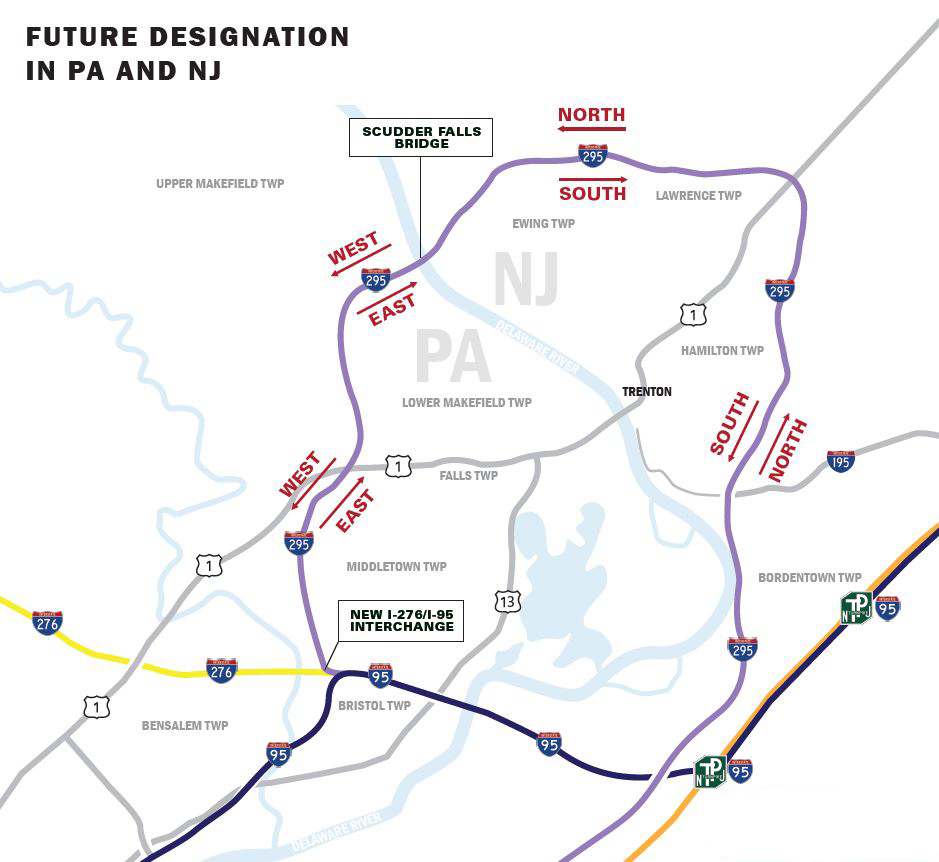 FUTURE DESIGNATION
IN PA AND NJ
NORTH
SCUDDER FALLS
BRIDGE
295
UPPER MAKEFIELD TWP
SOUTH
LAWRENCE TWP
EWING TWP
WEST
295
NJ
295
EAST
1
DELAWARE RIVER
PA
HAMILTON TWP
TRENTON
LOWER MAKEFIELD TWP
SOUTH
NORTH
WEST
1
FALLS TWP
195
EAST
295
1
MIDDLETOWN TWP
BORDENTOWN TWP
13
NEW I-276/I-95
INTERCHANGE
TP
95
276
295
276
95
1
BRISTOL TWP
BENSALEM TWP
95
95
TP
95
DELAWARE RIVER